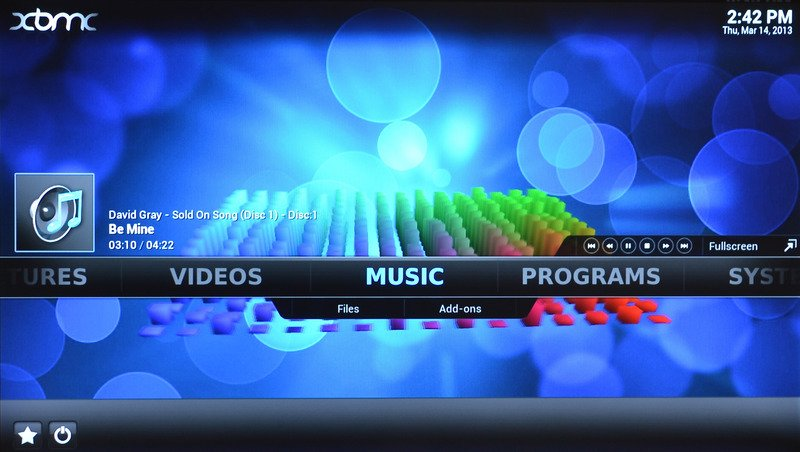 xbmc
2:42 PM
Thu, Mar 14, 2013
David Gray - Sold On Song (Disc 1) - Disc 1
Be Mine
03:10 / 04:22
Fullscreen
TURES VIDEOS MUSIC PROGRAMS SYST
Files Add-ons